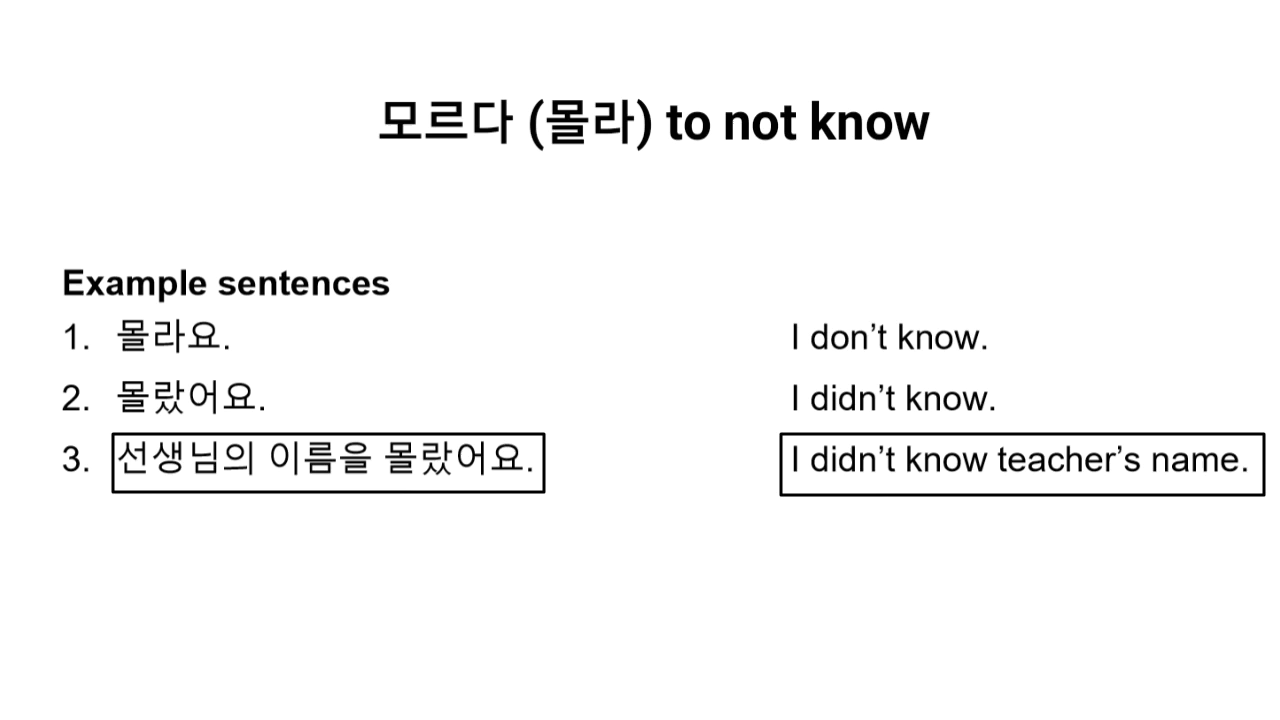 모르다 (몰라) to not know
Example sentences
1. 몰라요. I don’t know.
2. 몰랐어요. I didn’t know.
3. 선생님의 이름을 몰랐어요. I didn’t know teacher’s name.